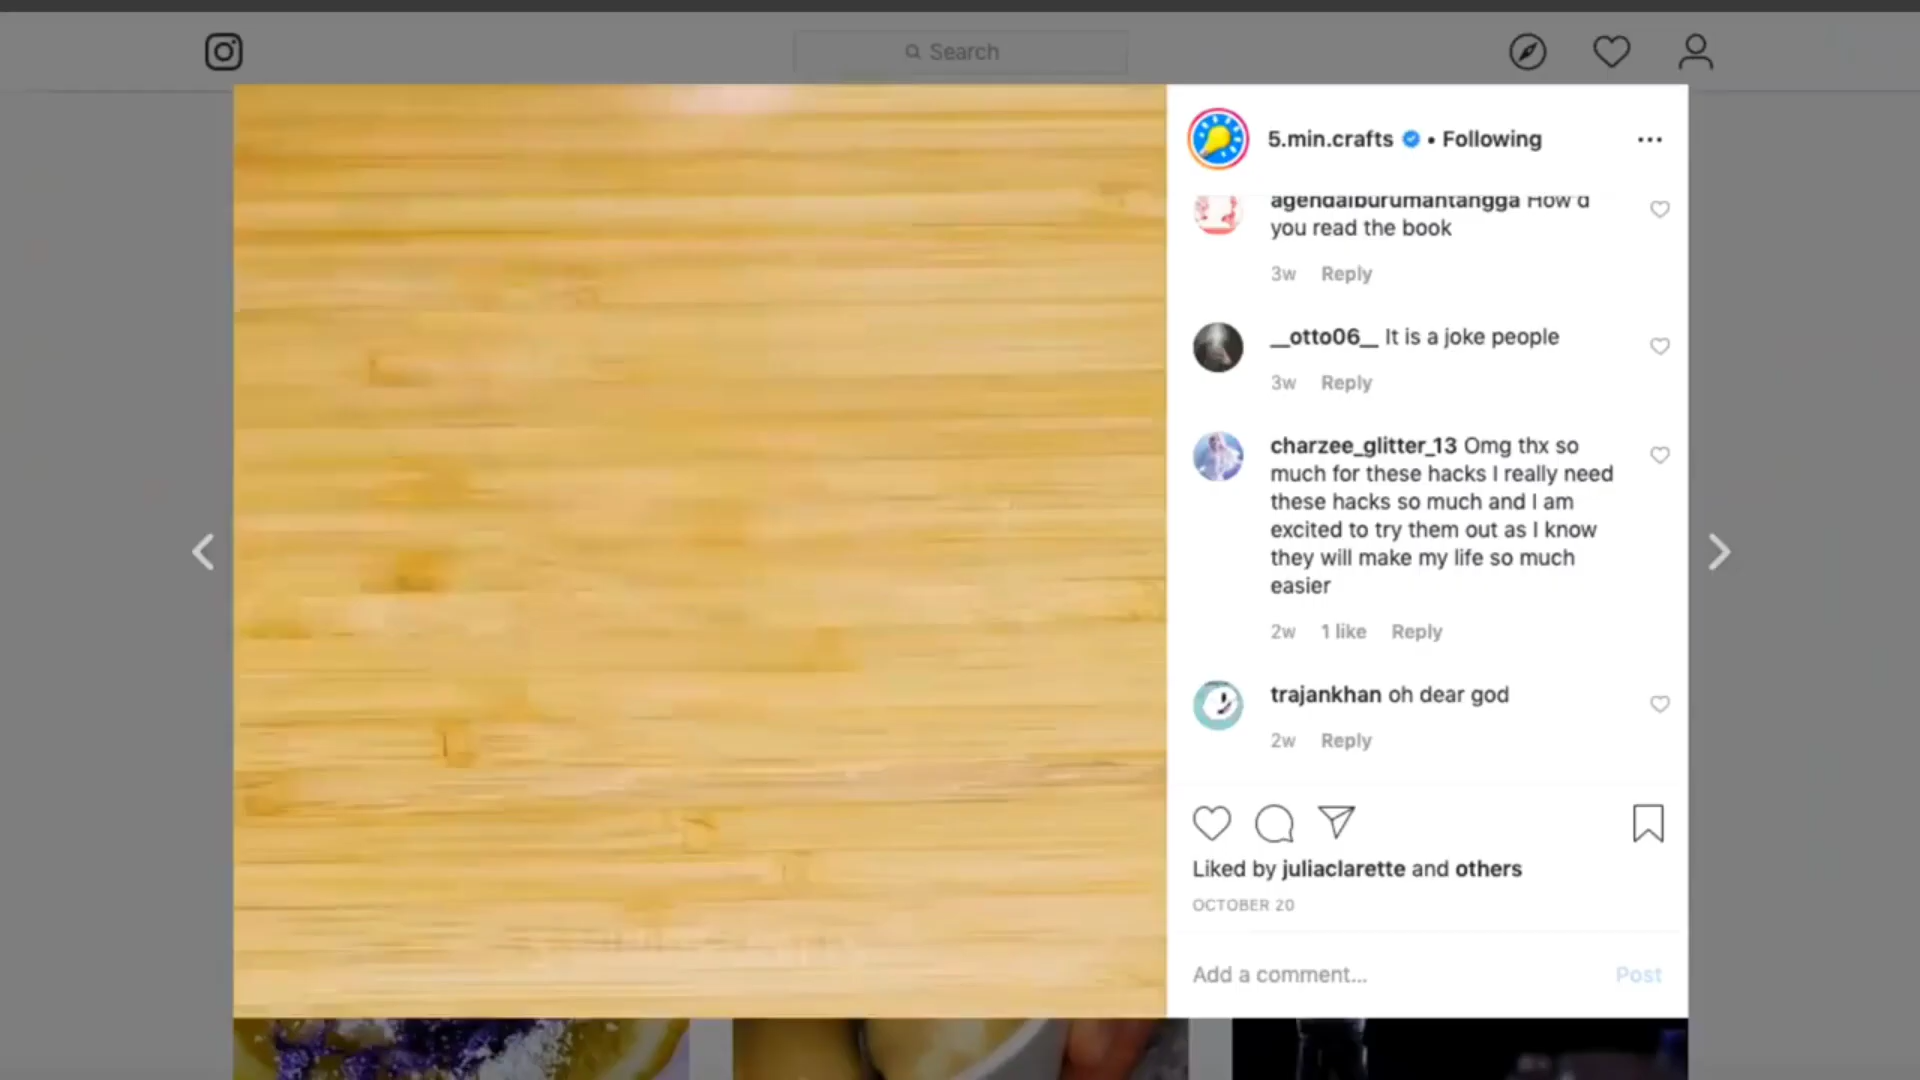 Search
5.min.crafts • Following
agendaiburumahtangga How'd
you read the book
3w Reply
__otto06__ It is a joke people
3w Reply
charzee_glitter_13 Omg thx so
much for these hacks I really need
these hacks so much and I am
excited to try them out as I know
they will make my life so much
easier
2w 1 like Reply
trajankhan oh dear god
2w Reply
Liked by juliaclarette and others
OCTOBER 20
Add a comment... Post